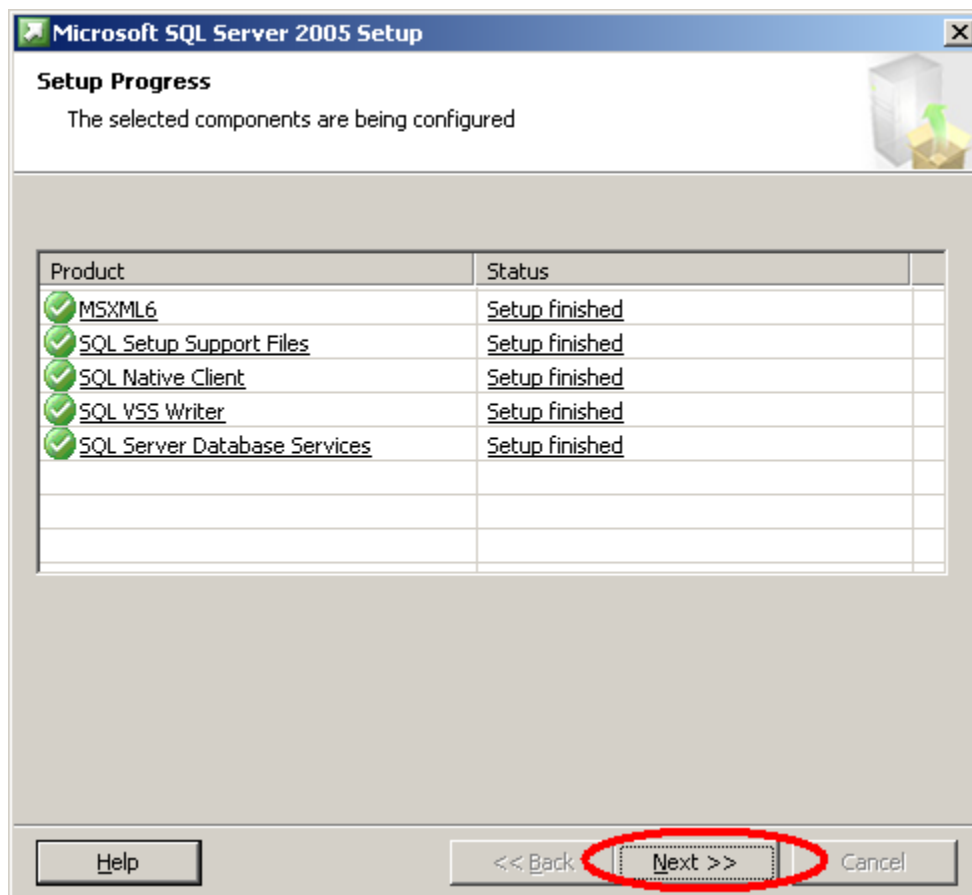 Microsoft SQL Server 2005 Setup
Setup Progress
The selected components are being configured
Product Status
MSXML6 Setup finished
SQL Setup Support Files Setup finished
SQL Native Client Setup finished
SQL VSS Writer Setup finished
SQL Server Database Services Setup finished
Help << Back Next >> Cancel